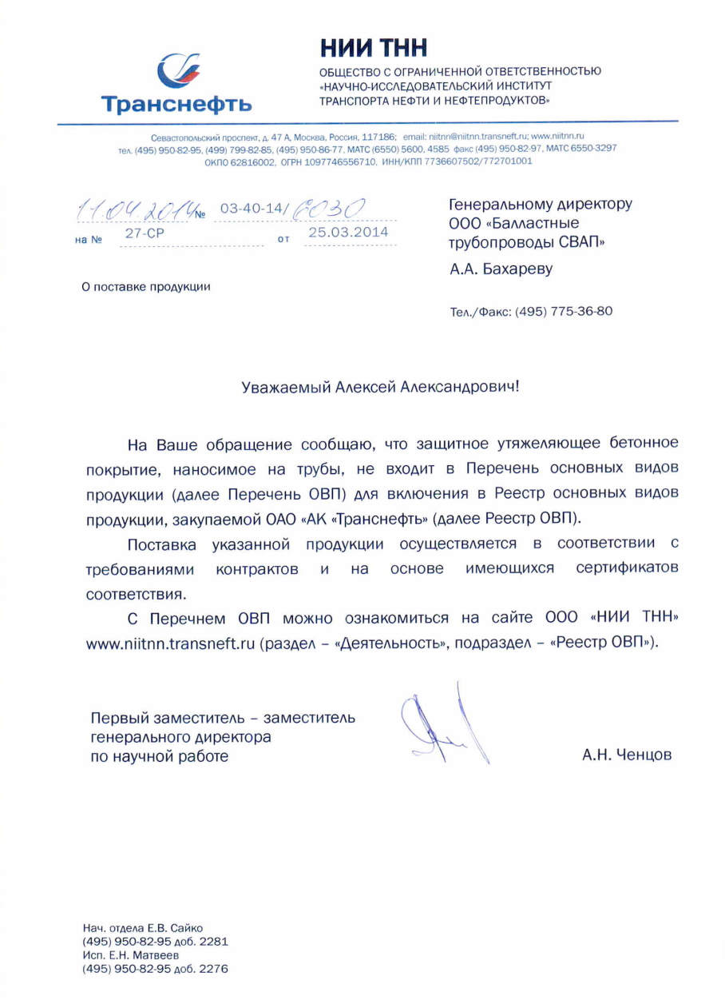 Транснефть
НИИ ТНН
ОБЩЕСТВО С ОГРАНИЧЕННОЙ ОТВЕТСТВЕННОСТЬЮ
«НАУЧНО-ИССЛЕДОВАТЕЛЬСКИЙ ИНСТИТУТ
ТРАНСПОРТА НЕФТИ И НЕФТЕПРОДУКТОВ»
Севастопольский проспект, д. 47 А, Москва, Россия, 117186; email: niitnn@niitnn.transneft.ru; www.niitnn.ru
тел. (495) 950-82-95, (499) 799-82-85, (495) 950-86-77, МАТС (6550) 5600, 4585 факс (495) 950-82-97, МАТС 6550-3297
ОКПО 62816002, ОГРН 1097746556710, ИНН/КПП 7736607502/772701001
11.04.2014 № 03-40-14/6030
на № 27-СР от 25.03.2014
Генеральному директору
ООО «Балластные
трубопроводы СВАП»
А.А. Бахареву
О поставке продукции
Тел./Факс: (495) 775-36-80
Уважаемый Алексей Александрович!
На Ваше обращение сообщаю, что защитное утяжеляющее бетонное
покрытие, наносимое на трубы, не входит в Перечень основных видов
продукции (далее Перечень ОВП) для включения в Реестр основных видов
продукции, закупаемой ОАО «АК «Транснефть» (далее Реестр ОВП).
Поставка указанной продукции осуществляется в соответствии с
требованиями контрактов и на основе имеющихся сертификатов
соответствия.
С Перечнем ОВП можно ознакомиться на сайте ООО «НИИ ТНН»
www.niitnn.transneft.ru (раздел – «Деятельность», подраздел – «Реестр ОВП»).
Первый заместитель – заместитель
генерального директора
по научной работе
А.Н. Ченцов
Нач. отдела Е.В. Сайко
(495) 950-82-95 доб. 2281
Исп. Е.Н. Матвеев
(495) 950-82-95 доб. 2276